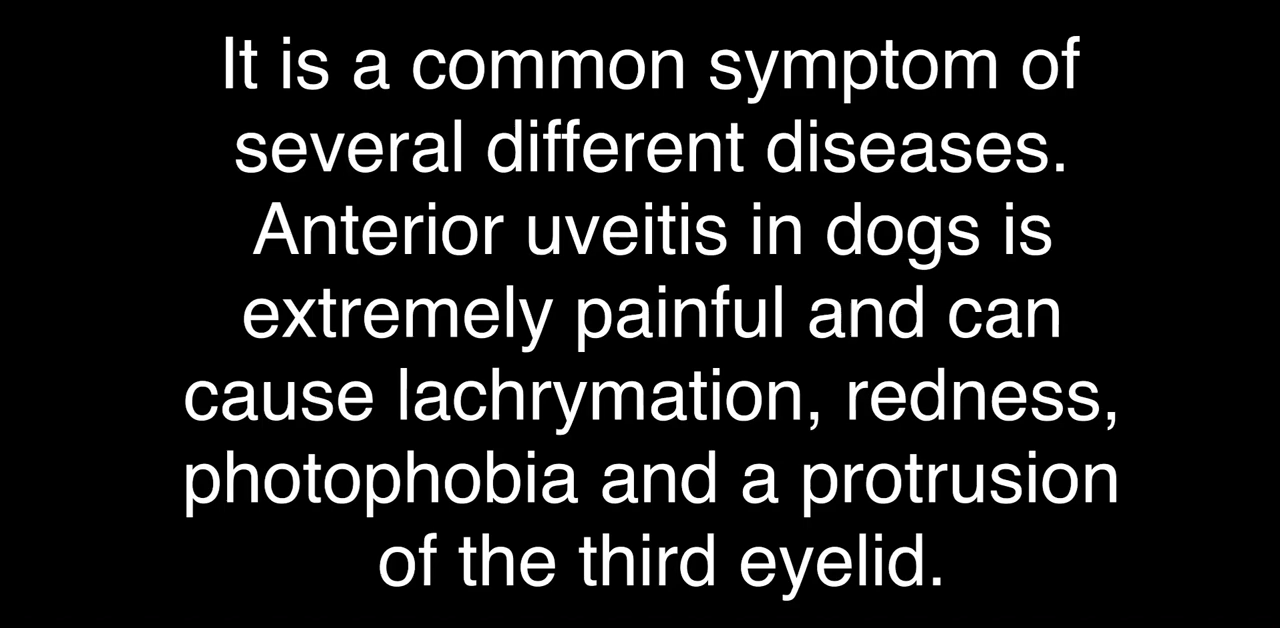 It is a common symptom of
several different diseases.
Anterior uveitis in dogs is
extremely painful and can
cause lachrymation, redness,
photophobia and a protrusion
of the third eyelid.